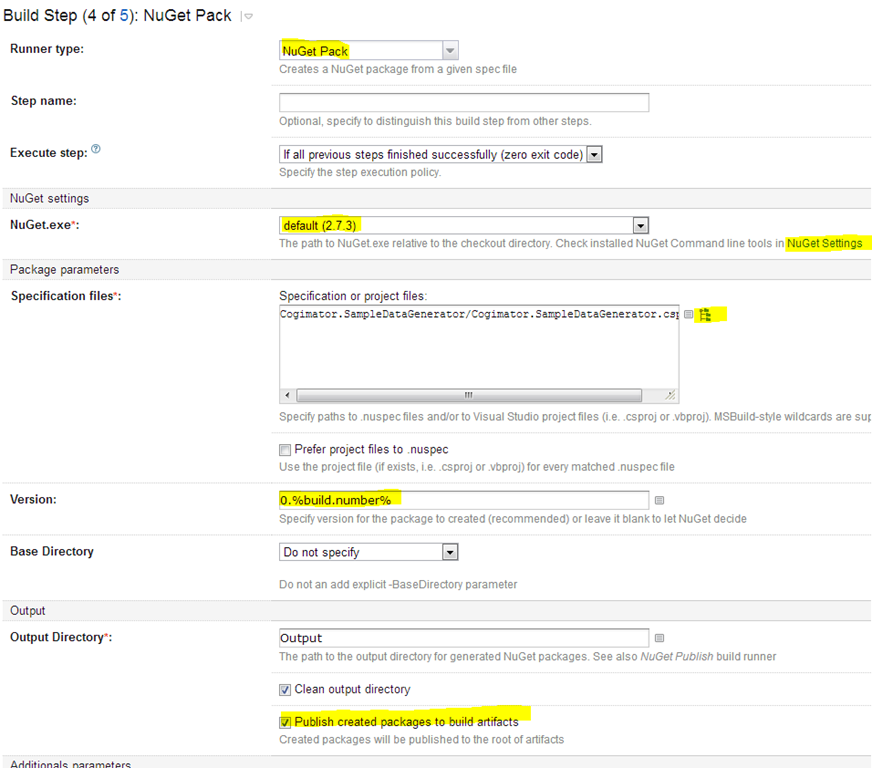 Build Step (4 of 5): NuGet Pack
Runner type:
NuGet Pack
Creates a NuGet package from a given spec file
Step name:
Optional, specify to distinguish this build step from other steps.
Execute step:
If all previous steps finished successfully (zero exit code)
Specify the step execution policy.
NuGet settings
NuGet.exe*:
default (2.7.3)
The path to NuGet.exe relative to the checkout directory. Check installed NuGet Command line tools in NuGet Settings
Package parameters
Specification files*:
Specification or project files:
Cogimator.SampleDataGenerator/Cogimator.SampleDataGenerator.csp
Specify paths to .nuspec files and/or to Visual Studio project files (i.e. .csproj or .vbproj). MSBuild-style wildcards are sup
Prefer project files to .nuspec
Use the project file (if exists, i.e. .csproj or .vbproj) for every matched .nuspec file
Version:
0.%build.number%
Specify version for the package to created (recommended) or leave it blank to let NuGet decide
Base Directory
Do not specify
Do not an add explicit -BaseDirectory parameter
Output
Output Directory*:
Output
The path to the output directory for generated NuGet packages. See also NuGet Publish build runner
Clean output directory
Publish created packages to build artifacts
Created packages will be published to the root of artifacts
Additionals parameters